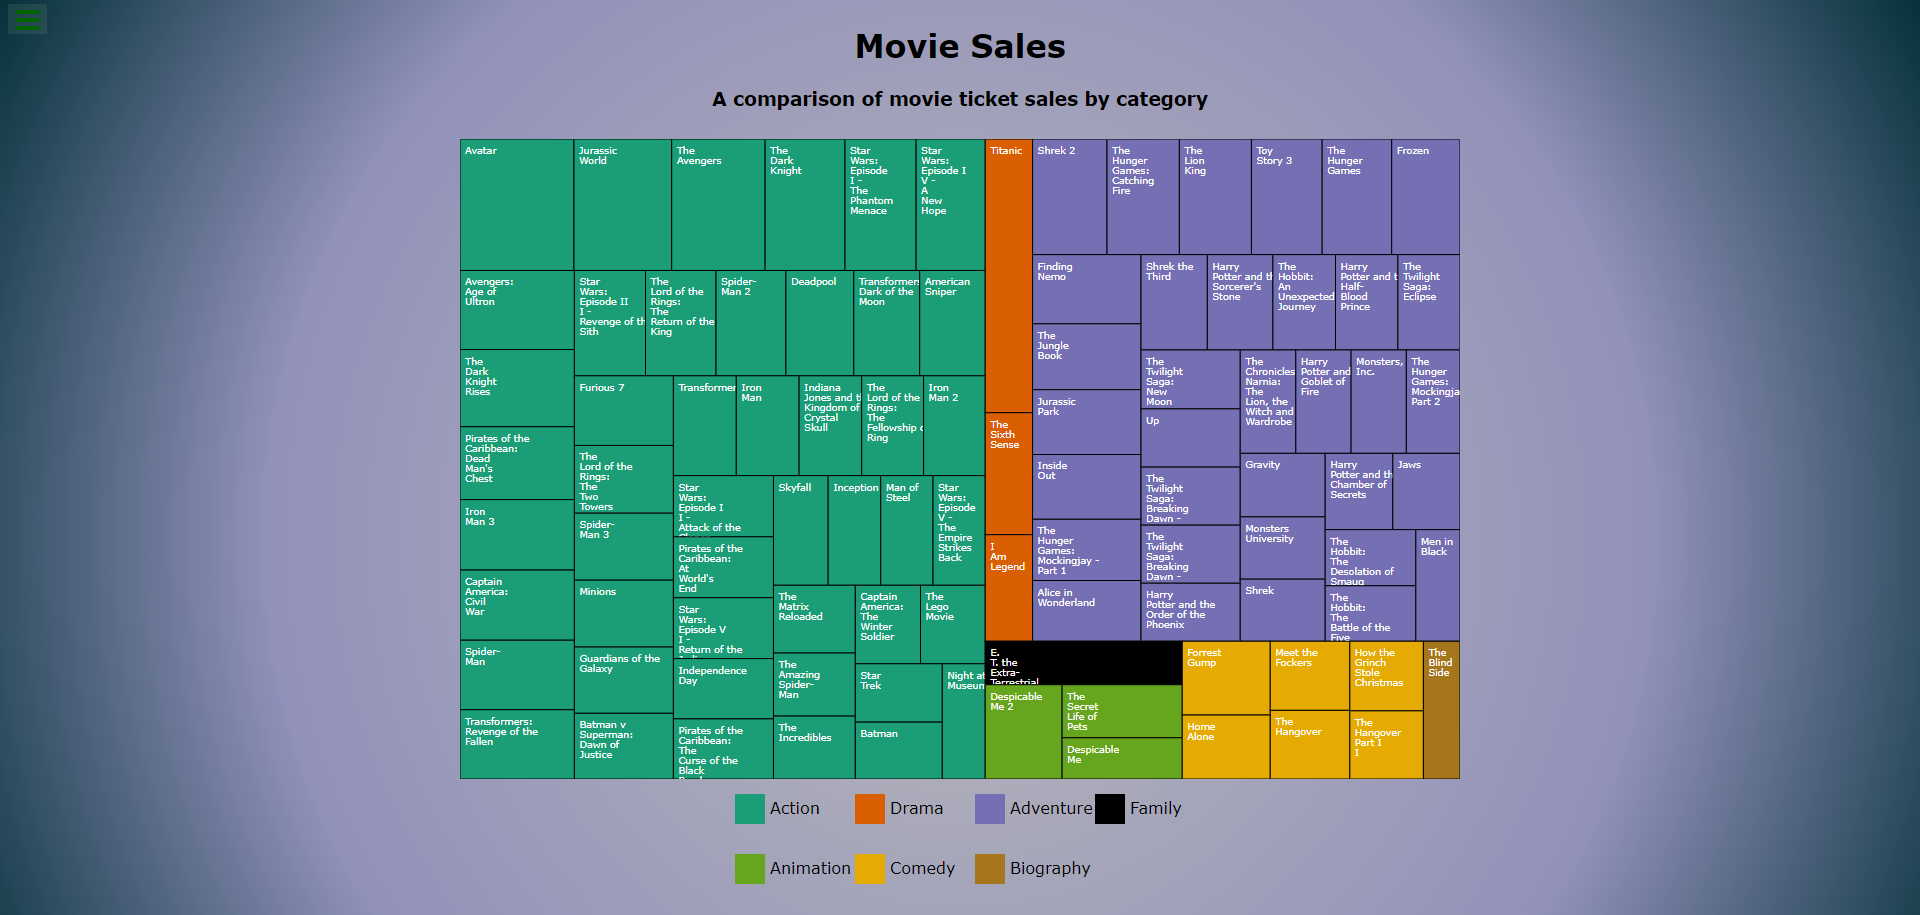 Movie Sales
A comparison of movie ticket sales by category
Avatar
Jurassic
World
The
Avengers
The
Dark
Knight
Star
Wars:
Episode
I -
The
Phantom
Menace
Star
Wars:
Episode I
V -
A
New
Hope
Avengers:
Age of
Ultron
Star
Wars:
Episode II
I -
Revenge of th
Sith
The
Lord of the
Rings:
The
Return of the
King
Spider-
Man 2
Deadpool
Transformers
Dark of the
Moon
American
Sniper
The
Dark
Knight
Rises
Pirates of the
Caribbean:
Dead
Man's
Chest
Iron
Man 3
Captain
America:
Civil
War
Spider-
Man
Transformers:
Revenge of the
Fallen
Furious 7
The
Lord of the
Rings:
The
Two
Towers
Spider-
Man 3
Minions
Guardians of the
Galaxy
Batman v
Superman:
Dawn of
Justice
Transformer
Iron
Man
Indiana
Jones and t
Kingdom of
Crystal
Skull
The
Lord of the
Rings:
The
Fellowship
Ring
Iron
Man 2
Star
Wars:
Episode I
I -
Attack of the
Pirates of the
Caribbean:
At
World's
End
Star
Wars:
Episode V
I -
Return of the
Independence
Day
Pirates of the
Caribbean:
The
Curse of the
Black
Skyfall
Inception
Man of
Steel
Star
Wars:
Episode
V -
The
Empire
Strikes
Back
The
Matrix
Reloaded
The
Amazing
Spider-
Man
The
Incredibles
Captain
America:
The
Winter
Soldier
The
Lego
Movie
Star
Trek
Batman
Night at
Museum
Titanic
The
Sixth
Sense
I
Am
Legend
Shrek 2
The
Hunger
Games:
Catching
Fire
The
Lion
King
Toy
Story 3
The
Hunger
Games
Frozen
Finding
Nemo
The
Jungle
Book
Jurassic
Park
Inside
Out
The
Hunger
Games:
Mockingjay -
Part 1
Alice in
Wonderland
Shrek the
Third
Harry
Potter and th
Sorcerer's
Stone
The
Hobbit:
An
Unexpected
Journey
Harry
Potter and t
Half-
Blood
Prince
The
Twilight
Saga:
Eclipse
The
Twilight
Saga:
New
Moon
Up
The
Twilight
Saga:
Breaking
Dawn -
The
Twilight
Saga:
Breaking
Dawn -
Harry
Potter and the
Order of the
Phoenix
The
Chronicles
Narnia:
The
Lion, the
Witch and
Wardrobe
Harry
Potter and
Goblet of
Fire
Monsters,
Inc.
The
Hunger
Games:
Mockingja
Part 2
Gravity
Monsters
University
Shrek
Harry
Potter and th
Chamber of
Secrets
Jaws
The
Hobbit:
The
Desolation of
Smaug
The
Hobbit:
The
Battle of the
Five
Men in
Black
E.
T. the
Extra-
Terrestrial
Despicable
Me 2
The
Secret
Life of
Pets
Despicable
Me
Forrest
Gump
Home
Alone
Meet the
Fockers
The
Hangover
How the
Grinch
Stole
Christmas
The
Hangover
Part I
I
The
Blind
Side
Action
Drama
Adventure
Family
Animation
Comedy
Biography